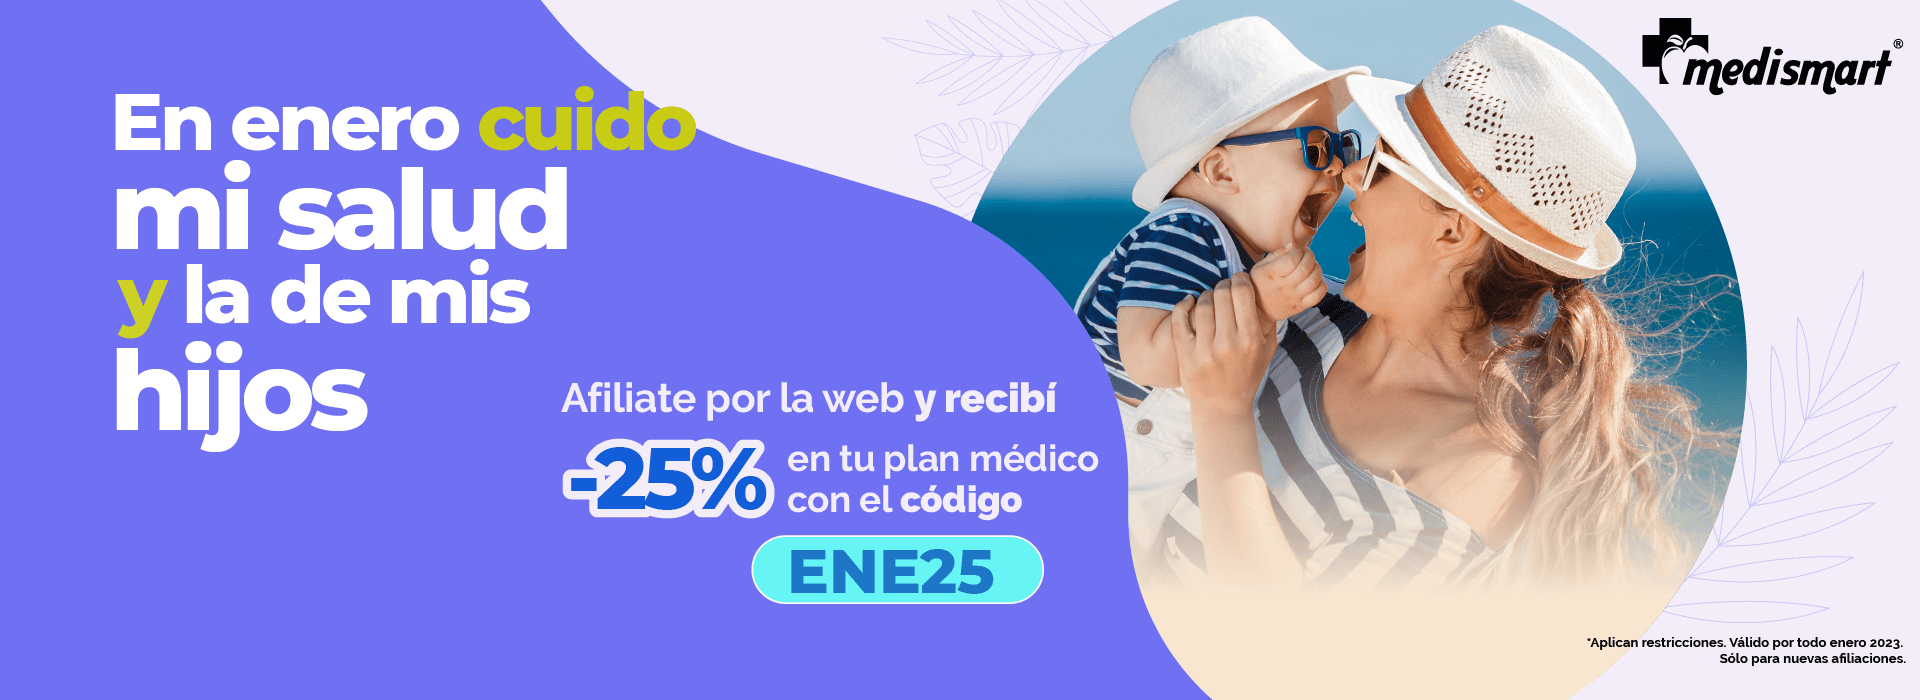 En enero cuido
mi salud
y la de mis
hijos
Afiliate por la web y recibí
-25%
en tu plan médico
con el código
ENE25
medismart®
*Aplican restricciones. Válido por todo enero 2023.
Sólo para nuevas afiliaciones.